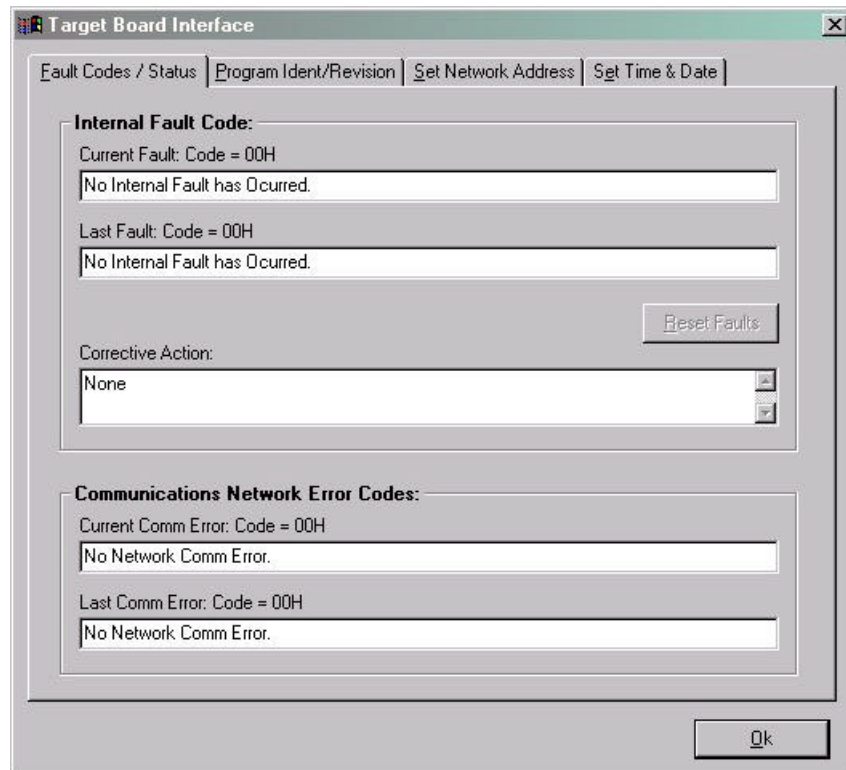 Target Board Interface
Fault Codes / Status Program Ident/Revision Set Network Address Set Time & Date
Internal Fault Code:
Current Fault: Code = 00H
No Internal Fault has Ocurred.
Last Fault: Code = 00H
No Internal Fault has Ocurred.
Reset Faults
Corrective Action:
None
Communications Network Error Codes:
Current Comm Error: Code = 00H
No Network Comm Error.
Last Comm Error: Code = 00H
No Network Comm Error.
Ok